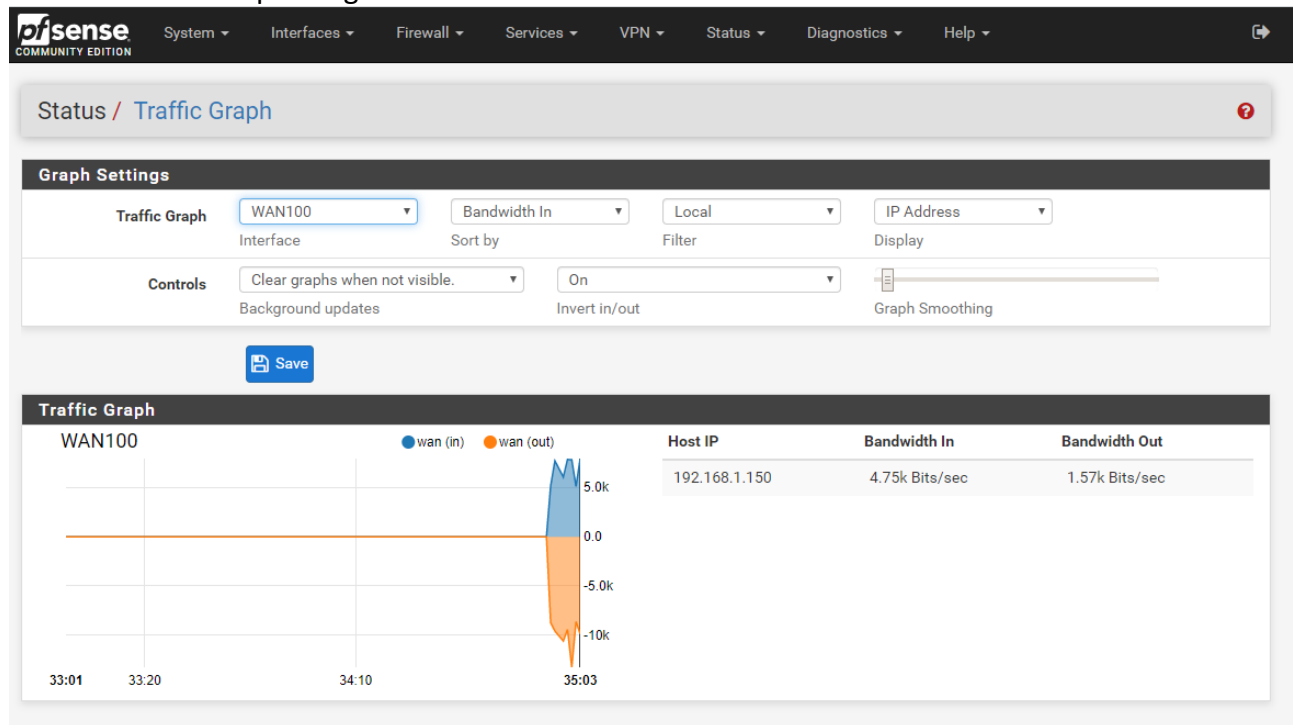 pfsense
COMMUNITY EDITION
System Interfaces Firewall Services VPN Status Diagnostics Help
Status / Traffic Graph
Graph Settings
Traffic Graph WAN100 Bandwidth In Local IP Address
Interface Sort by Filter Display
Controls Clear graphs when not visible. On
Background updates Invert in/out Graph Smoothing
Save
Traffic Graph
WAN100 wan (in) wan (out) Host IP Bandwidth In Bandwidth Out
192.168.1.150 4.75k Bits/sec 1.57k Bits/sec
5.0k
0.0
-5.0k
-10k
33:01 33:20 34:10 35:03